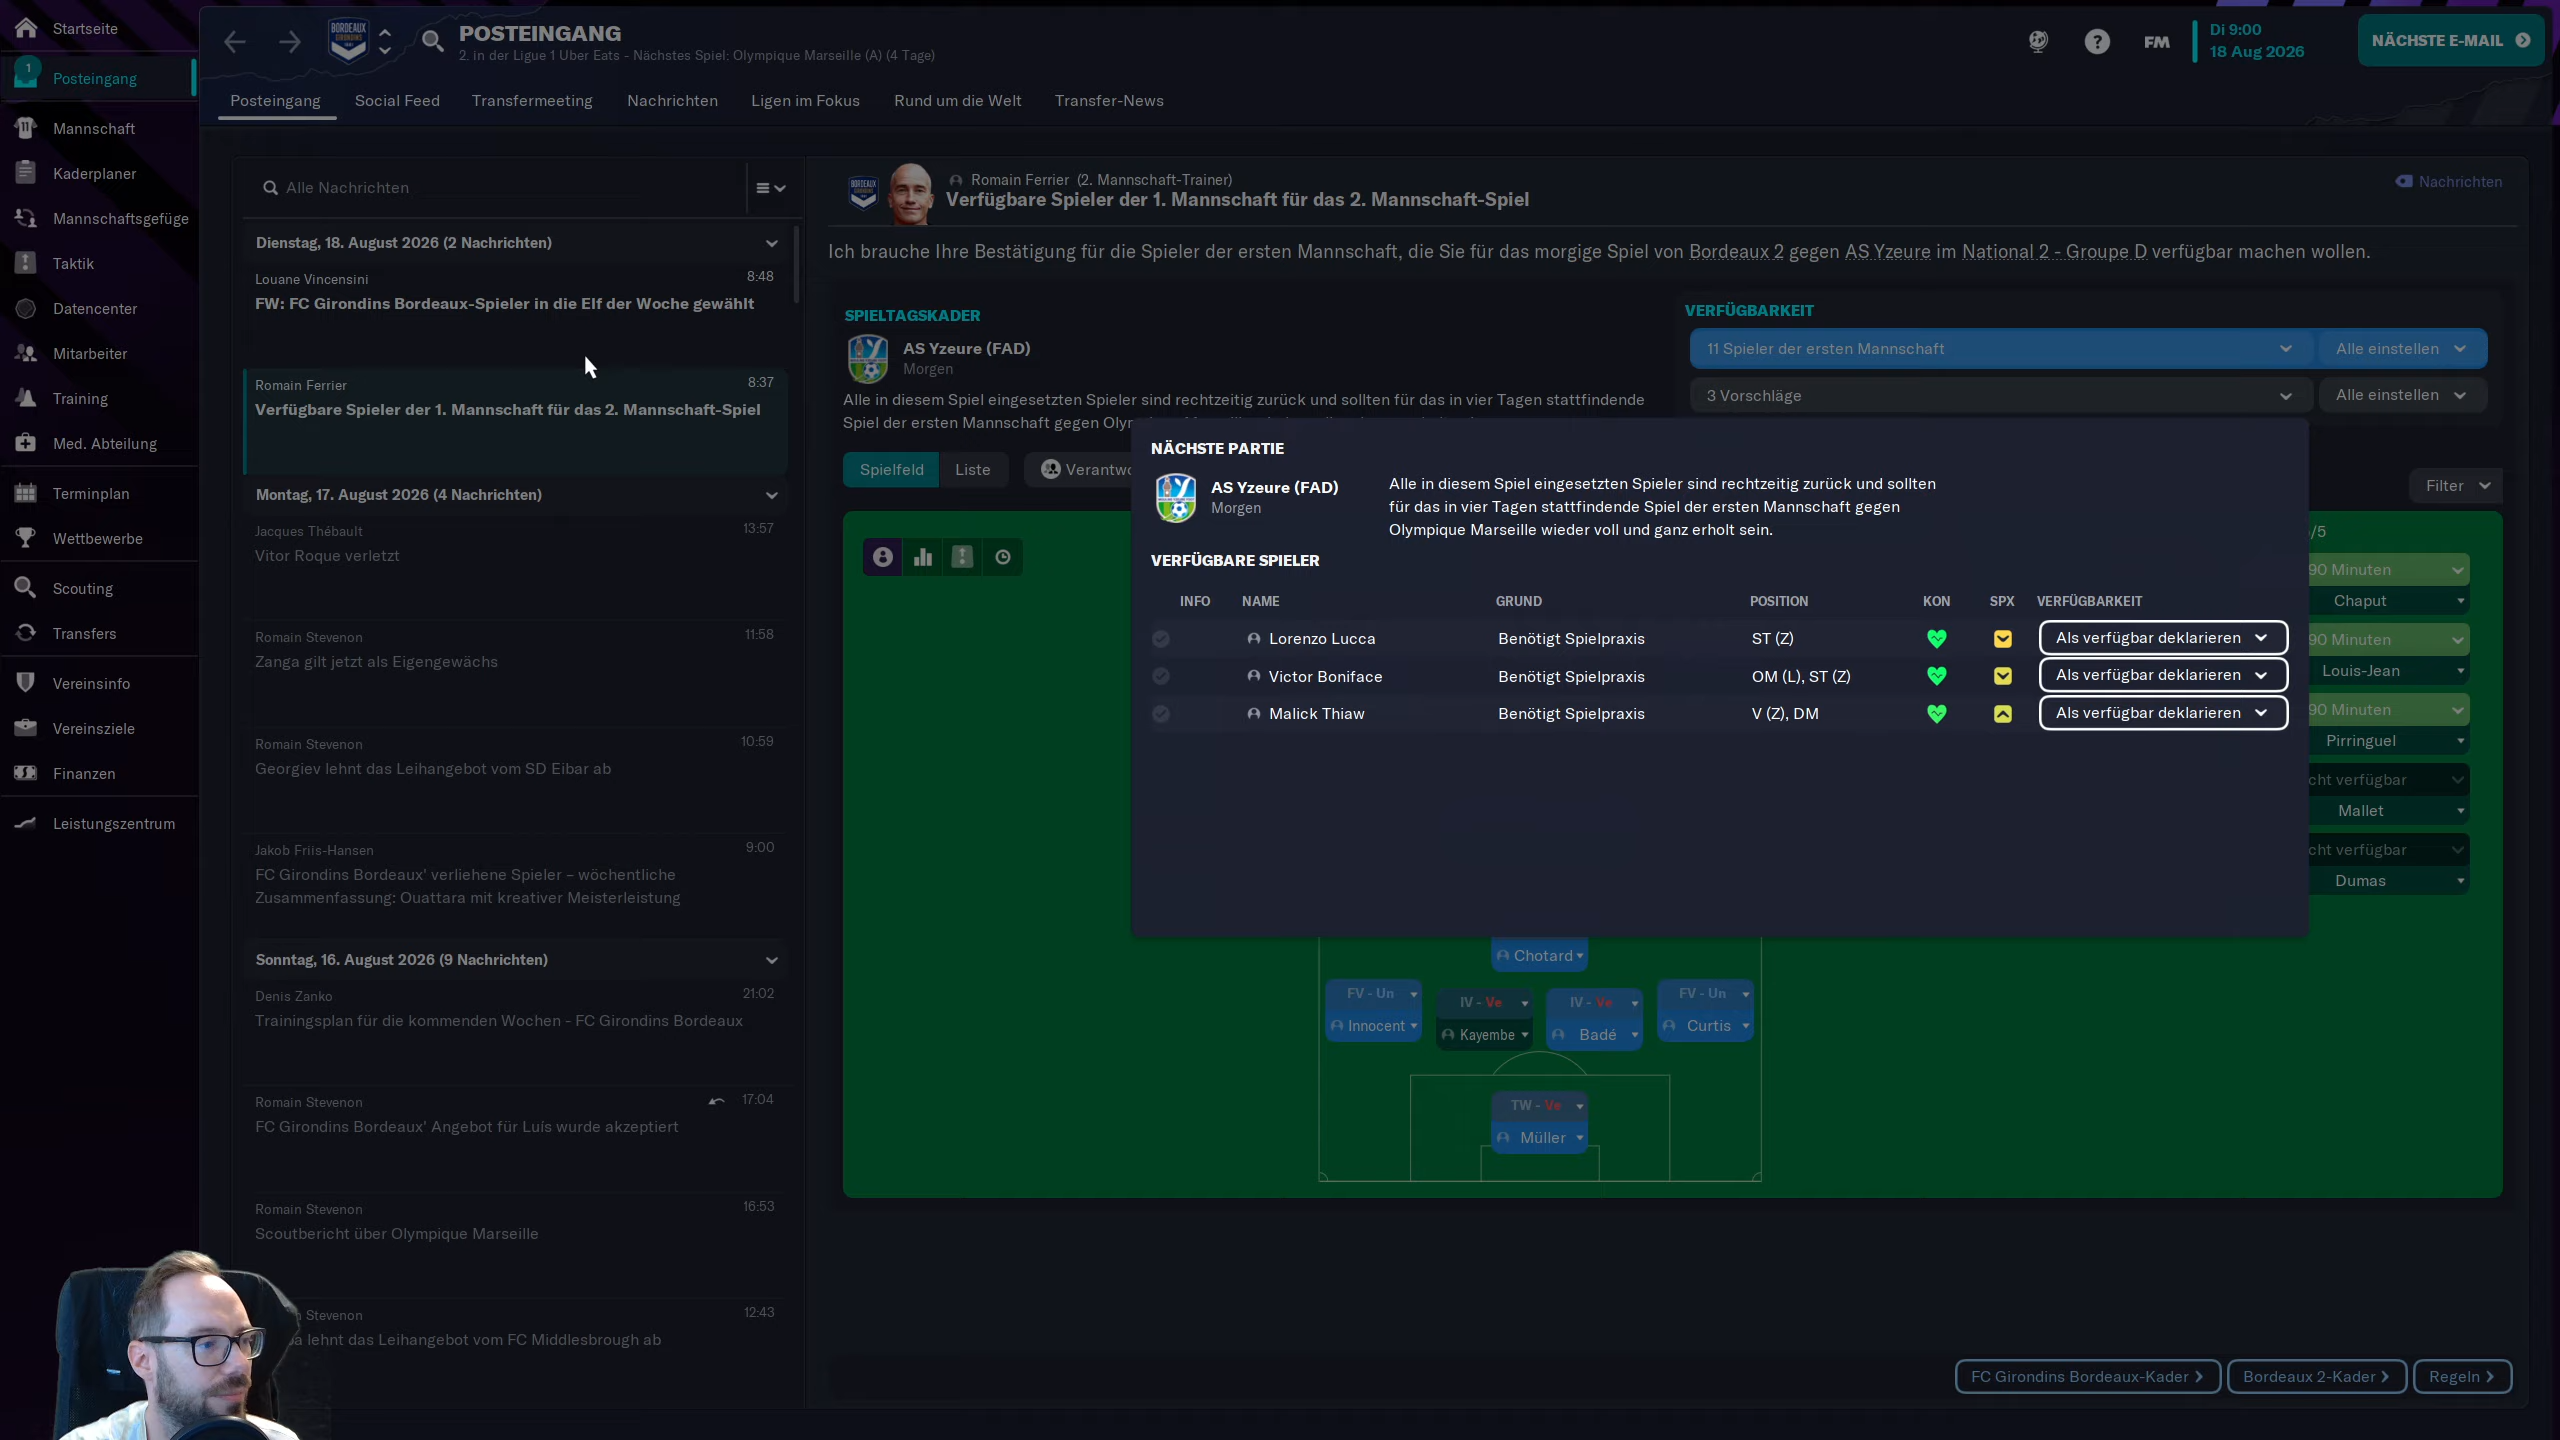 Startseite
1
Posteingang
Mannschaft
Kaderplaner
Mannschaftsgefüge
Taktik
Datencenter
Mitarbeiter
Training
Med. Abteilung
Terminplan
Wettbewerbe
Scouting
Transfers
Vereinsinfo
Vereinsziele
Finanzen
Leistungszentrum
POSTEINGANG
2. in der Ligue 1 Uber Eats - Nächstes Spiel: Olympique Marseille (A) (4 Tage)
FM
Di 9:00
18 Aug 2026
NÄCHSTE E-MAIL
Posteingang
Social Feed
Transfermeeting
Nachrichten
Ligen im Fokus
Rund um die Welt
Transfer-News
Alle Nachrichten
Dienstag, 18. August 2026 (2 Nachrichten)
Louane Vincensini
8:48
FW: FC Girondins Bordeaux-Spieler in die Elf der Woche gewählt
Romain Ferrier
8:37
Verfügbare Spieler der 1. Mannschaft für das 2. Mannschaft-Spiel
Montag, 17. August 2026 (4 Nachrichten)
Jacques Thébault
13:57
Vitor Roque verletzt
Romain Stevenon
11:58
Zanga gilt jetzt als Eigengewächs
Romain Stevenon
10:59
Georgiev lehnt das Leihangebot vom SD Eibar ab
Jakob Friis-Hansen
9:00
FC Girondins Bordeaux' verliehene Spieler – wöchentliche
Zusammenfassung: Ouattara mit kreativer Meisterleistung
Sonntag, 16. August 2026 (9 Nachrichten)
Denis Zanko
21:02
Trainingsplan für die kommenden Wochen - FC Girondins Bordeaux
Romain Stevenon
17:04
FC Girondins Bordeaux' Angebot für Luís wurde akzeptiert
Romain Stevenon
16:53
Scoutbericht über Olympique Marseille
Stevenon
12:43
lehnt das Leihangebot vom FC Middlesbrough ab
Romain Ferrier (2. Mannschaft-Trainer)
Verfügbare Spieler der 1. Mannschaft für das 2. Mannschaft-Spiel
Nachrichten
Ich brauche Ihre Bestätigung für die Spieler der ersten Mannschaft, die Sie für das morgige Spiel von Bordeaux 2 gegen AS Yzeure im National 2 - Groupe D verfügbar machen wollen.
SPIELTAGSKADER
AS Yzeure (FAD)
Morgen
Alle in diesem Spiel eingesetzten Spieler sind rechtzeitig zurück und sollten für das in vier Tagen stattfindende
Spiel der ersten Mannschaft gegen
VERFÜGBARKEIT
11 Spieler der ersten Mannschaft
Alle einstellen
3 Vorschläge
Alle einstellen
Spielfeld
Liste
Verantwo
Filter
NÄCHSTE PARTIE
AS Yzeure (FAD)
Morgen
Alle in diesem Spiel eingesetzten Spieler sind rechtzeitig zurück und sollten
für das in vier Tagen stattfindende Spiel der ersten Mannschaft gegen
Olympique Marseille wieder voll und ganz erholt sein.
VERFÜGBARE SPIELER
INFO NAME GRUND POSITION KON SPX VERFÜGBARKEIT
Lorenzo Lucca Benötigt Spielpraxis ST (Z) Als verfügbar deklarieren
Victor Boniface Benötigt Spielpraxis OM (L), ST (Z) Als verfügbar deklarieren
Malick Thiaw Benötigt Spielpraxis V (Z), DM Als verfügbar deklarieren
/5
90 Minuten
Chaput
90 Minuten
Louis-Jean
90 Minuten
Pirringuel
cht verfügbar
Mallet
cht verfügbar
Dumas
Chotard
FV - Un
Innocent
IV - Ve
Kayembe
IV - Ve
Badé
FV - Un
Curtis
TW - Ve
Müller
FC Girondins Bordeaux-Kader
Bordeaux 2-Kader
Regeln